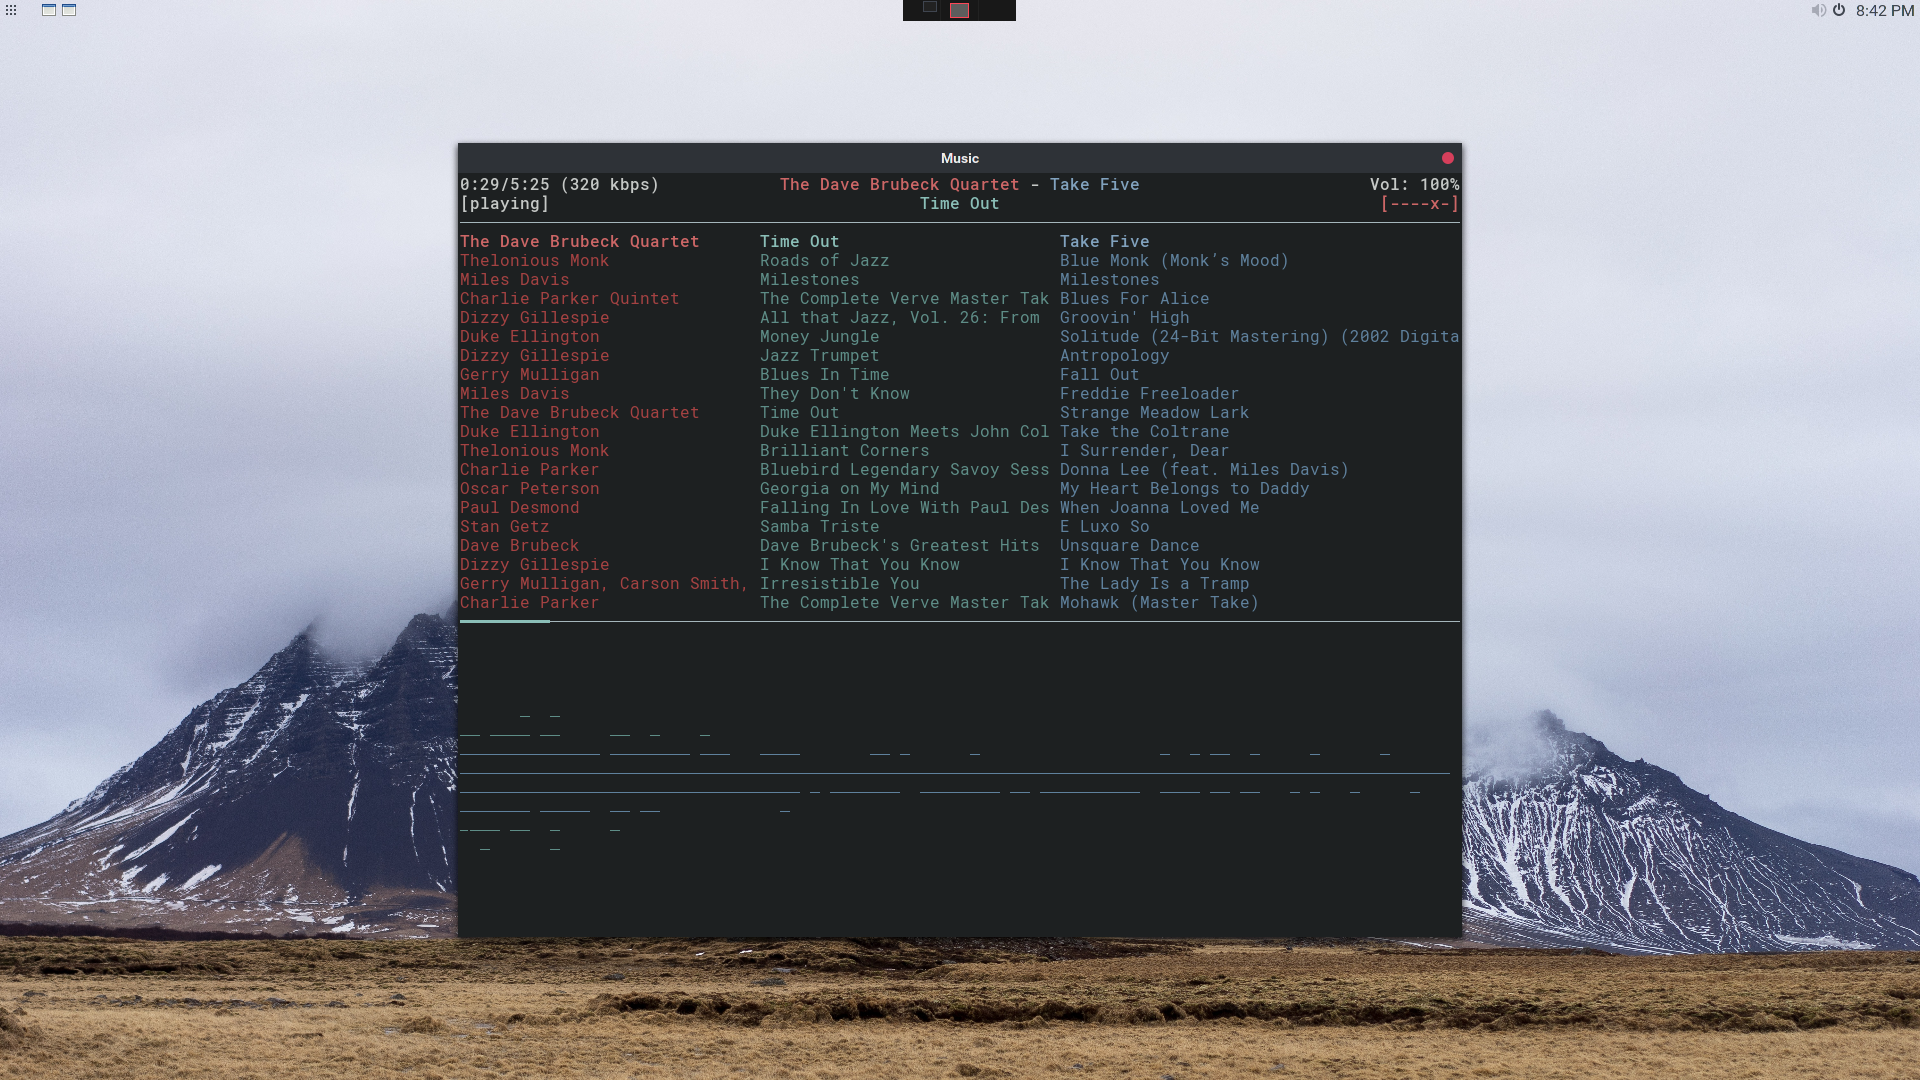 8:42 PM
Music
0:29/5:25 (320 kbps) The Dave Brubeck Quartet - Take Five Vol: 100%
[playing] Time Out [----x-]
The Dave Brubeck Quartet Time Out Take Five
Thelonious Monk Roads of Jazz Blue Monk (Monk’s Mood)
Miles Davis Milestones Milestones
Charlie Parker Quintet The Complete Verve Master Tak Blues For Alice
Dizzy Gillespie All that Jazz, Vol. 26: From Groovin' High
Duke Ellington Money Jungle Solitude (24-Bit Mastering) (2002 Digita
Dizzy Gillespie Jazz Trumpet Antropology
Gerry Mulligan Blues In Time Fall Out
Miles Davis They Don't Know Freddie Freeloader
The Dave Brubeck Quartet Time Out Strange Meadow Lark
Duke Ellington Duke Ellington Meets John Col Take the Coltrane
Thelonious Monk Brilliant Corners I Surrender, Dear
Charlie Parker Bluebird Legendary Savoy Sess Donna Lee (feat. Miles Davis)
Oscar Peterson Georgia on My Mind My Heart Belongs to Daddy
Paul Desmond Falling In Love With Paul Des When Joanna Loved Me
Stan Getz Samba Triste E Luxo So
Dave Brubeck Dave Brubeck's Greatest Hits Unsquare Dance
Dizzy Gillespie I Know That You Know I Know That You Know
Gerry Mulligan, Carson Smith, Irresistible You The Lady Is a Tramp
Charlie Parker The Complete Verve Master Tak Mohawk (Master Take)